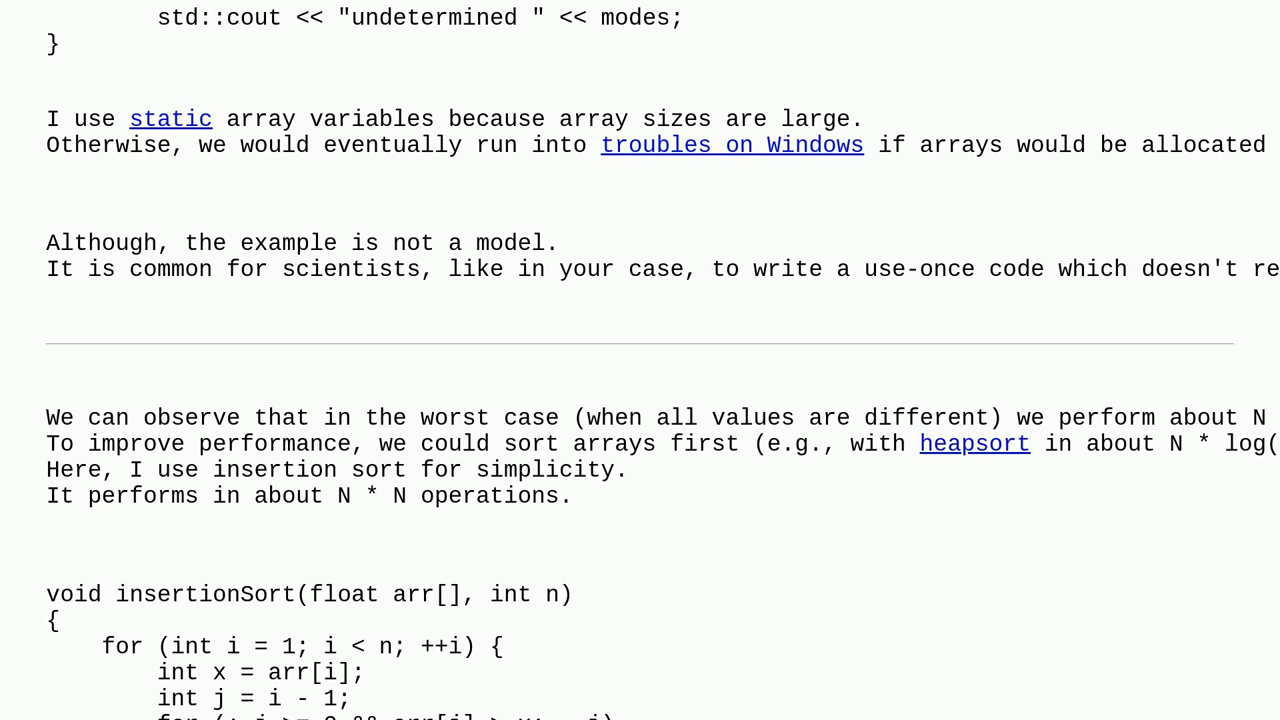 std::cout << "undetermined " << modes;
}
I use static array variables because array sizes are large.
Otherwise, we would eventually run into troubles on Windows if arrays would be allocated
Although, the example is not a model.
It is common for scientists, like in your case, to write a use-once code which doesn't re
We can observe that in the worst case (when all values are different) we perform about N
To improve performance, we could sort arrays first (e.g., with heapsort in about N * log(
Here, I use insertion sort for simplicity.
It performs in about N * N operations.
void insertionSort(float arr[], int n)
{
for (int i = 1; i < n; ++i) {
int x = arr[i];
int j = i - 1;